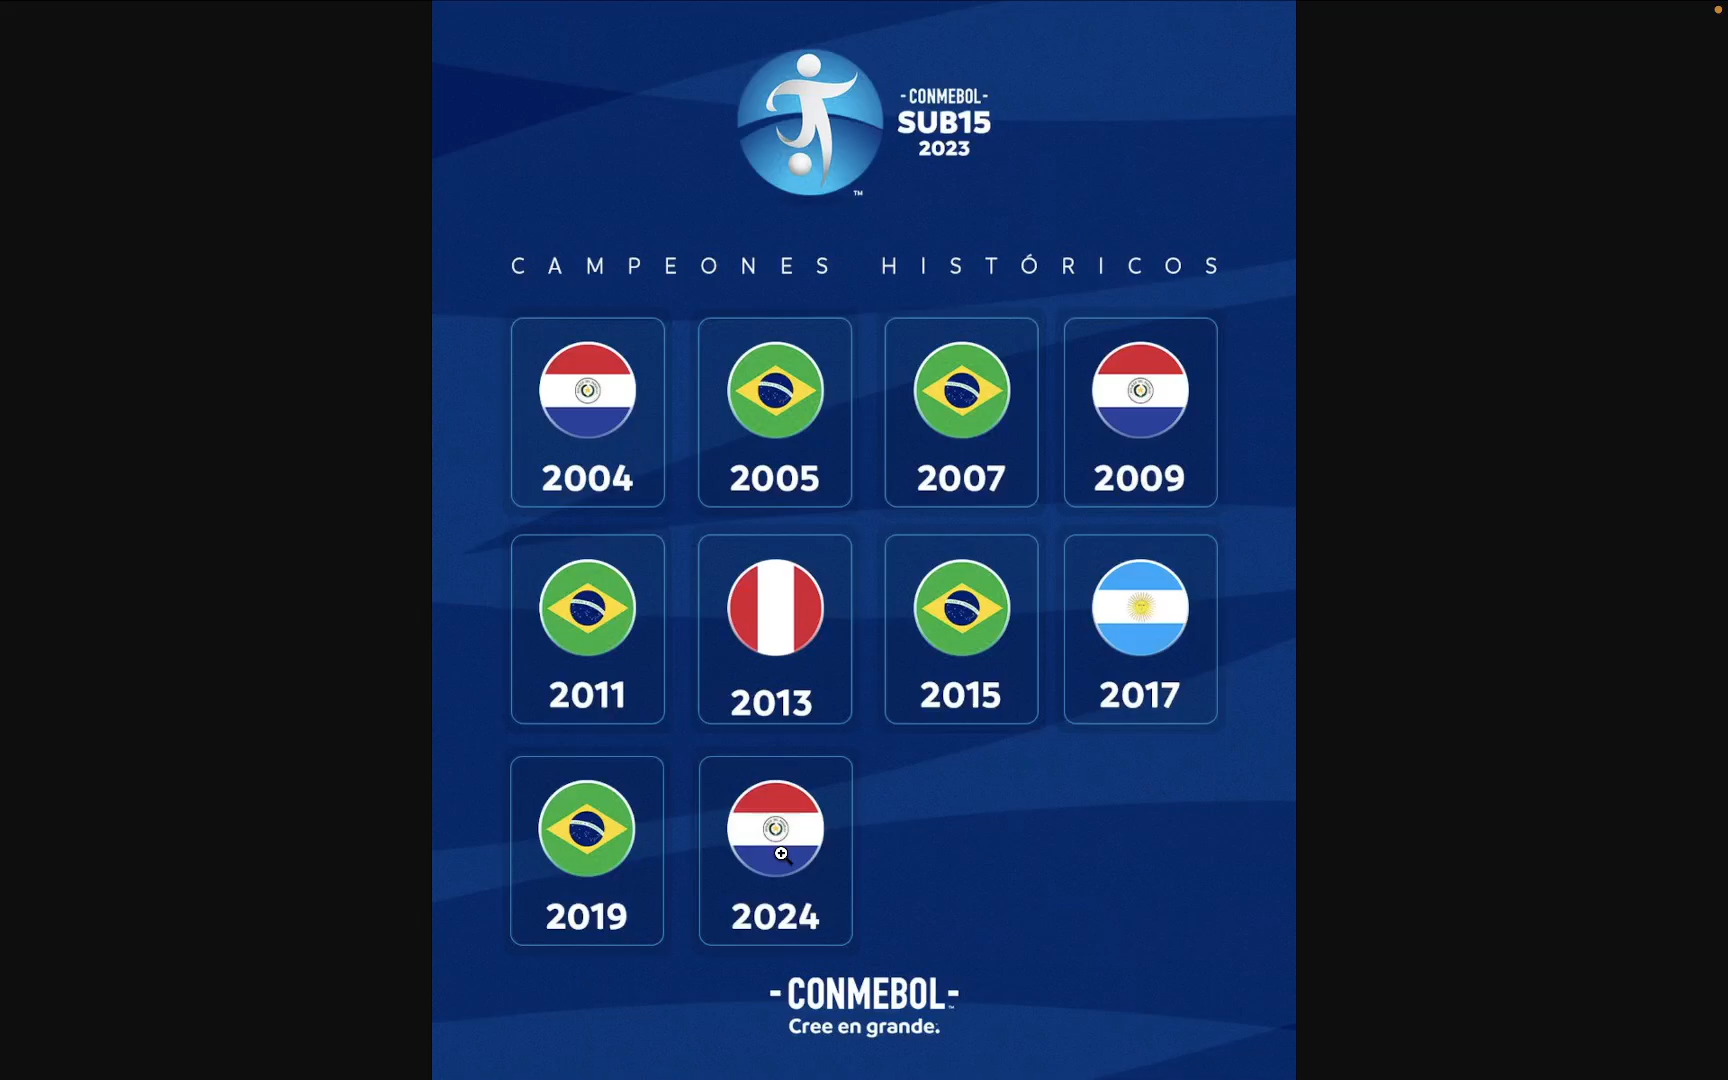 -CONMEBOL-
SUB15
2023
TM
CAMPEONES HISTÓRICOS
2004
2005
2007
2009
2011
2013
2015
2017
2019
2024
-CONMEBOL-
Cree en grande.